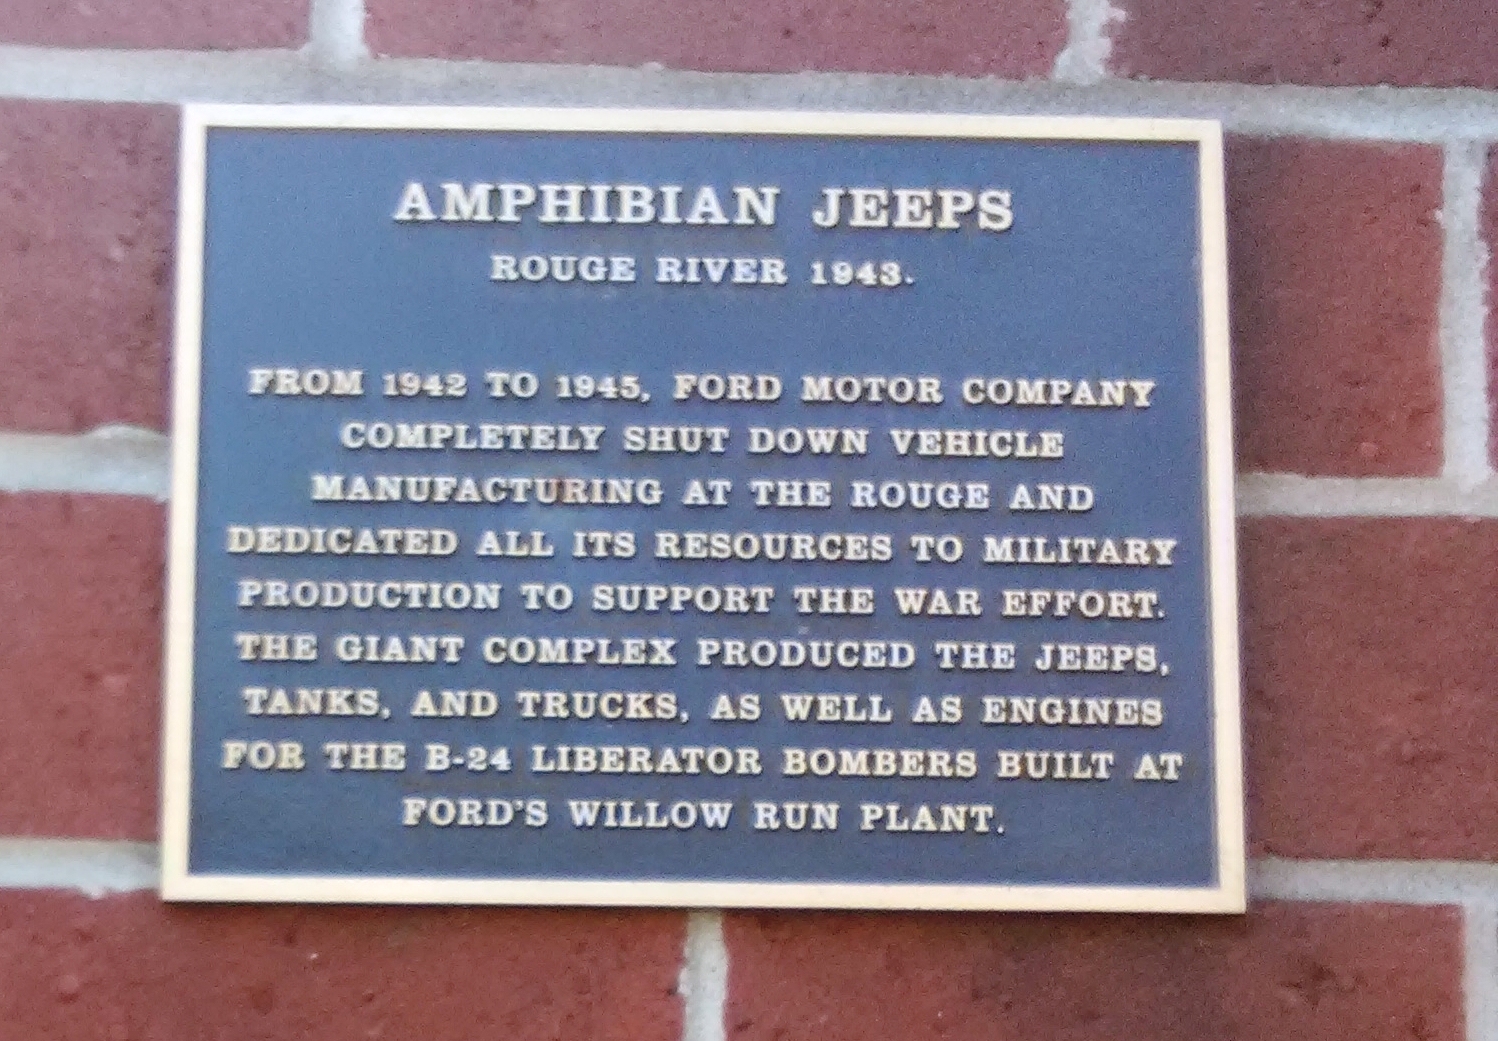 AMPHIBIAN JEEPS
ROUGE RIVER 1943.
FROM 1942 TO 1945, FORD MOTOR COMPANY
COMPLETELY SHUT DOWN VEHICLE
MANUFACTURING AT THE ROUGE AND
DEDICATED ALL ITS RESOURCES TO MILITARY
PRODUCTION TO SUPPORT THE WAR EFFORT.
THE GIANT COMPLEX PRODUCED THE JEEPS,
TANKS, AND TRUCKS, AS WELL AS ENGINES
FOR THE B-24 LIBERATOR BOMBERS BUILT AT
FORD'S WILLOW RUN PLANT.